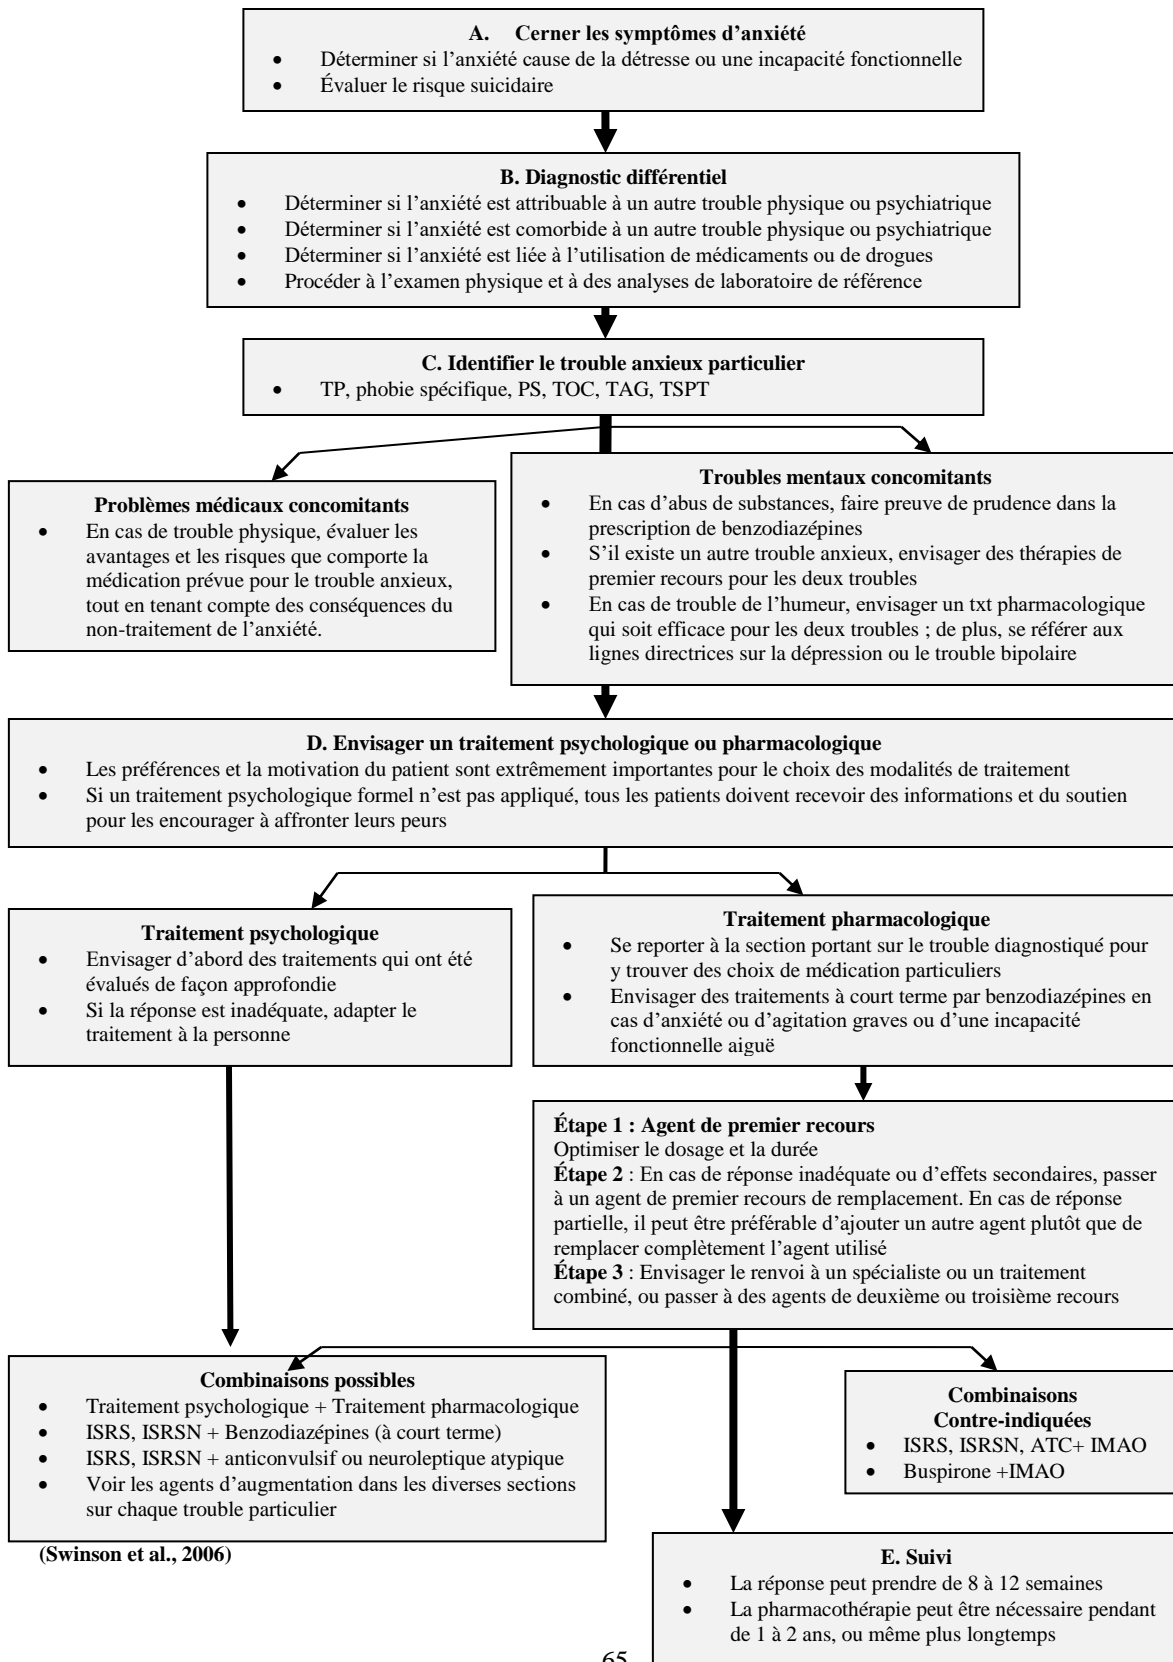 A. Cerner les symptômes d’anxiété
• Déterminer si l’anxiété cause de la détresse ou une incapacité fonctionnelle
• Évaluer le risque suicidaire
B. Diagnostic différentiel
• Déterminer si l’anxiété est attribuable à un autre trouble physique ou psychiatrique
• Déterminer si l’anxiété est comorbide à un autre trouble physique ou psychiatrique
• Déterminer si l’anxiété est liée à l’utilisation de médicaments ou de drogues
• Procéder à l’examen physique et à des analyses de laboratoire de référence
C. Identifier le trouble anxieux particulier
• TP, phobie spécifique, PS, TOC, TAG, TSPT
Problèmes médicaux concomitants
• En cas de trouble physique, évaluer les
avantages et les risques que comporte la
médication prévue pour le trouble anxieux,
tout en tenant compte des conséquences du
non-traitement de l’anxiété.
Troubles mentaux concomitants
• En cas d’abus de substances, faire preuve de prudence dans la
prescription de benzodiazépines
• S’il existe un autre trouble anxieux, envisager des thérapies de
premier recours pour les deux troubles
• En cas de trouble de l’humeur, envisager un txt pharmacologique
qui soit efficace pour les deux troubles ; de plus, se référer aux
lignes directrices sur la dépression ou le trouble bipolaire
D. Envisager un traitement psychologique ou pharmacologique
• Les préférences et la motivation du patient sont extrêmement importantes pour le choix des modalités de traitement
• Si un traitement psychologique formel n’est pas appliqué, tous les patients doivent recevoir des informations et du soutien
pour les encourager à affronter leurs peurs
Traitement psychologique
• Envisager d’abord des traitements qui ont été
évalués de façon approfondie
• Si la réponse est inadéquate, adapter le
traitement à la personne
Traitement pharmacologique
• Se reporter à la section portant sur le trouble diagnostiqué pour
y trouver des choix de médication particuliers
• Envisager des traitements à court terme par benzodiazépines en
cas d’anxiété ou d’agitation graves ou d’une incapacité
fonctionnelle aiguë
Étape 1 : Agent de premier recours
Optimiser le dosage et la durée
Étape 2 : En cas de réponse inadéquate ou d’effets secondaires, passer
à un agent de premier recours de remplacement. En cas de réponse
partielle, il peut être préférable d’ajouter un autre agent plutôt que de
remplacer complètement l’agent utilisé
Étape 3 : Envisager le renvoi à un spécialiste ou un traitement
combiné, ou passer à des agents de deuxième ou troisième recours
Combinaisons possibles
• Traitement psychologique + Traitement pharmacologique
• ISRS, ISRSN + Benzodiazépines (à court terme)
• ISRS, ISRSN + anticonvulsif ou neuroleptique atypique
• Voir les agents d’augmentation dans les diverses sections
sur chaque trouble particulier
Combinaisons
Contre-indiquées
• ISRS, ISRSN, ATC+ IMAO
• Buspirone +IMAO
(Swinson et al., 2006)
E. Suivi
• La réponse peut prendre de 8 à 12 semaines
• La pharmacothérapie peut être nécessaire pendant
de 1 à 2 ans, ou même plus longtemps
65